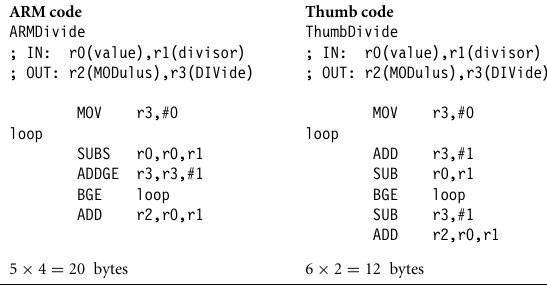 ARM code
ARMDivide
; IN: r0(value),r1(divisor)
; OUT: r2(MODulus),r3(DIVide)
MOV r3,#0
loop
SUBS r0,r0,r1
ADDGE r3,r3,#1
BGE loop
ADD r2,r0,r1
5 × 4 = 20 bytes
Thumb code
ThumbDivide
; IN: r0(value),r1(divisor)
; OUT: r2(MODulus),r3(DIVide)
MOV r3,#0
loop
ADD r3,#1
SUB r0,r1
BGE loop
SUB r3,#1
ADD r2,r0,r1
6 × 2 = 12 bytes